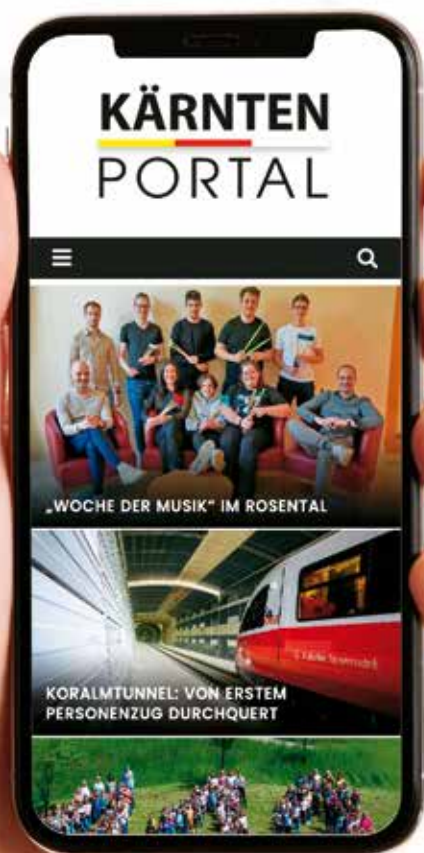 KÄRNTEN
PORTAL
„WOCHE DER MUSIK“ IM ROSENTAL
KORALMTUNNEL: VON ERSTEM
PERSONENZUG DURCHQUERT